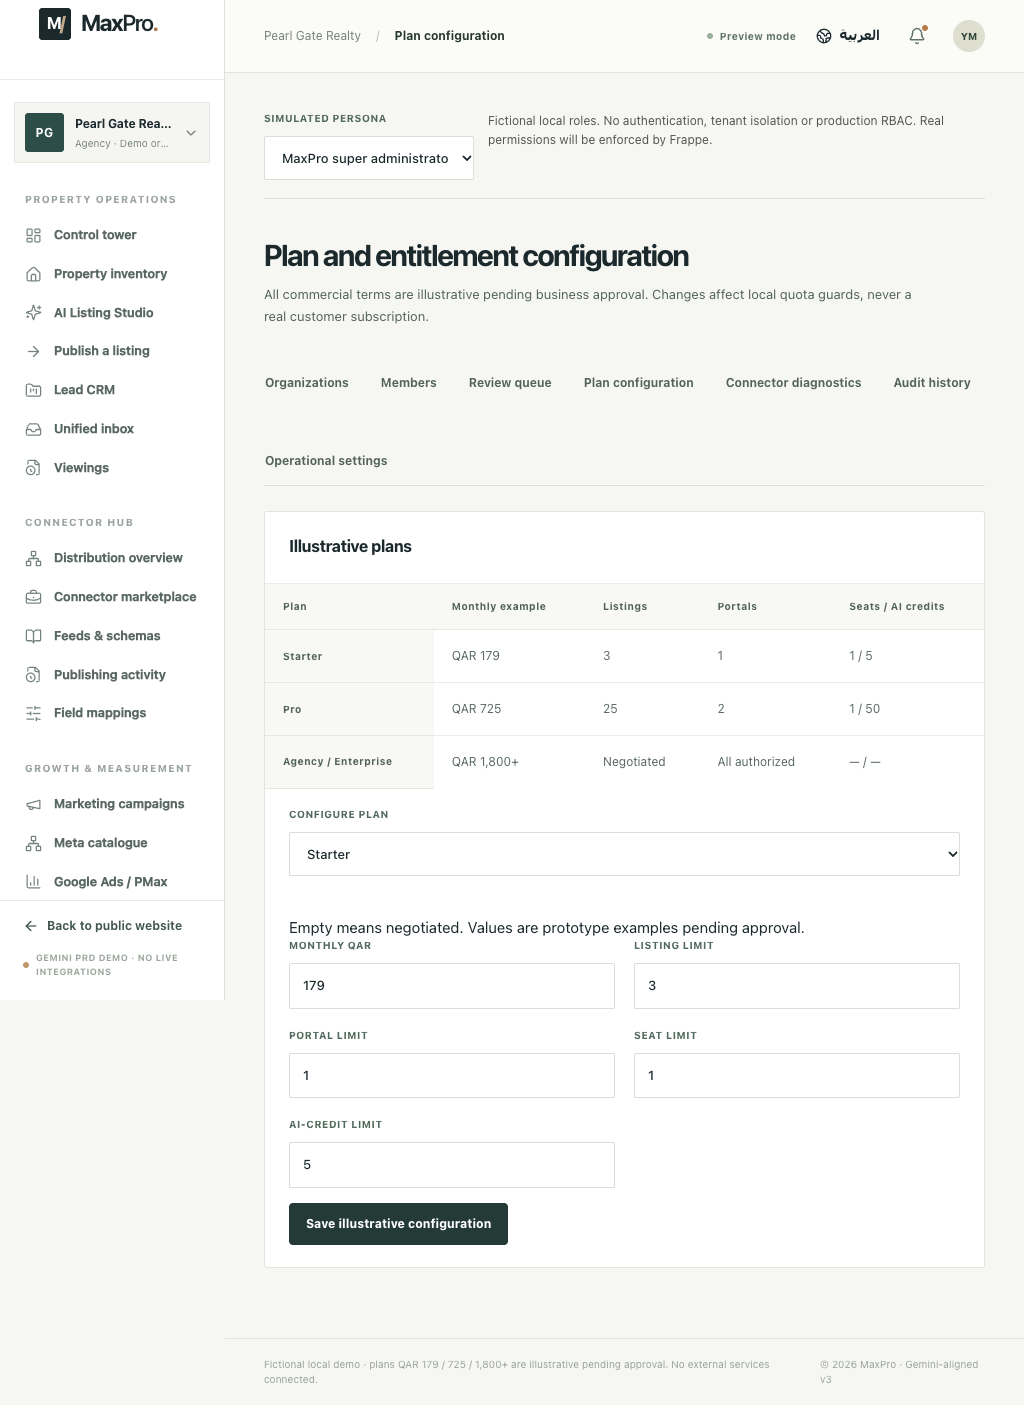 M/ MaxPro.
PG
Pearl Gate Rea...
Agency · Demo or...
PROPERTY OPERATIONS
Control tower
Property inventory
AI Listing Studio
Publish a listing
Lead CRM
Unified inbox
Viewings
CONNECTOR HUB
Distribution overview
Connector marketplace
Feeds & schemas
Publishing activity
Field mappings
GROWTH & MEASUREMENT
Marketing campaigns
Meta catalogue
Google Ads / PMax
Back to public website
GEMINI PRD DEMO · NO LIVE
INTEGRATIONS
Pearl Gate Realty / Plan configuration
Preview mode
العربية
YM
SIMULATED PERSONA
MaxPro super administrato
Fictional local roles. No authentication, tenant isolation or production RBAC. Real
permissions will be enforced by Frappe.
Plan and entitlement configuration
All commercial terms are illustrative pending business approval. Changes affect local quota guards, never a
real customer subscription.
Organizations Members Review queue Plan configuration Connector diagnostics Audit history
Operational settings
Illustrative plans
Plan Monthly example Listings Portals Seats / AI credits
Starter QAR 179 3 1 1 / 5
Pro QAR 725 25 2 1 / 50
Agency / Enterprise QAR 1,800+ Negotiated All authorized — / —
CONFIGURE PLAN
Starter
Empty means negotiated. Values are prototype examples pending approval.
MONTHLY QAR LISTING LIMIT
179 3
PORTAL LIMIT SEAT LIMIT
1 1
AI-CREDIT LIMIT
5
Save illustrative configuration
Fictional local demo · plans QAR 179 / 725 / 1,800+ are illustrative pending approval. No external services
connected.
© 2026 MaxPro · Gemini-aligned
v3